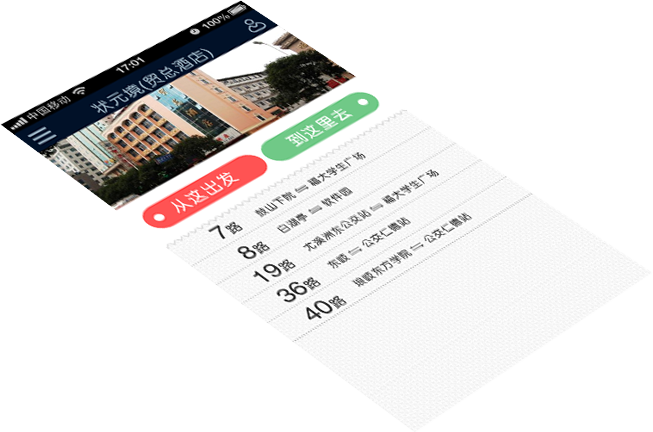 中国移动 17:01 100%
状元境(贸总酒店)
从这出发 到这里去
7路 鼓山下院 ⇌ 福大学生广场
8路 白湖亭 ⇌ 软件园
19路 尤溪洲东公交站 ⇌ 福大学生广场
36路 东岐 ⇌ 公交仁德站
40路 琅岐东方学院 ⇌ 公交仁德站